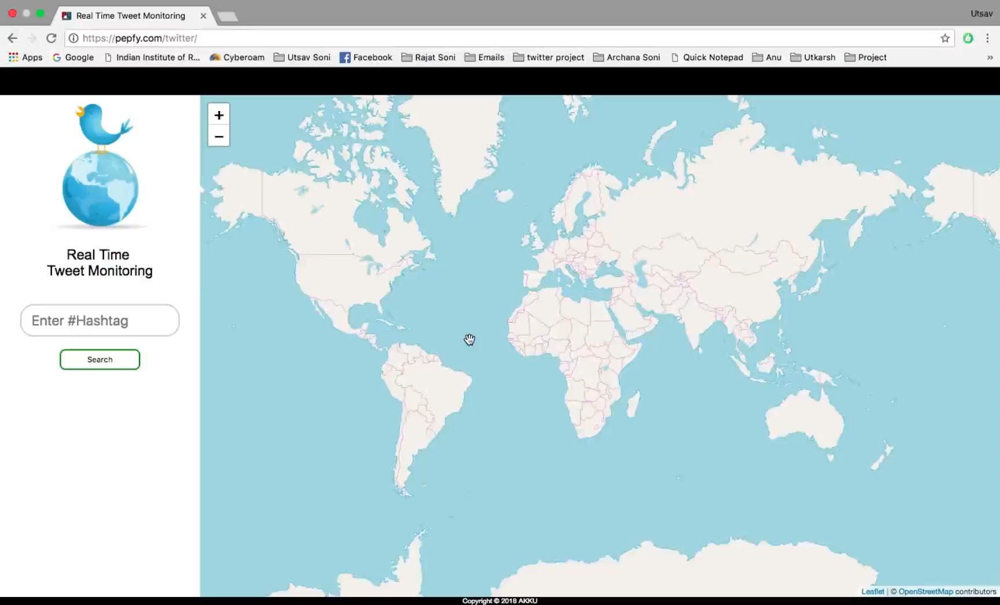 Real Time Tweet Monitoring
Utsav
https://pepfy.com/twitter/
Apps Google Indian Institute of R... Cyberoam Utsav Soni Facebook Rajat Soni Emails twitter project Archana Soni Quick Notepad Anu Utkarsh Project »
+
−
Real Time
Tweet Monitoring
Enter #Hashtag
Search
Leaflet | © OpenStreetMap contributors
Copyright © 2018 AKKU